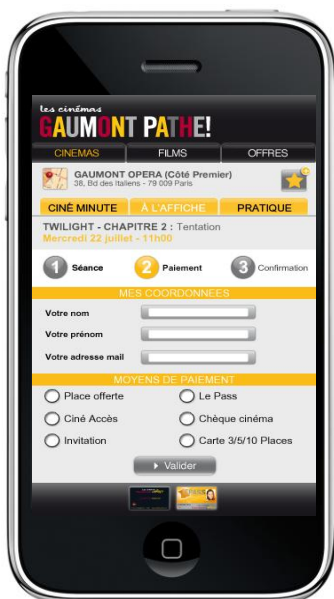 les cinémas
GAUMONT PATHE!
CINEMAS FILMS OFFRES
GAUMONT OPERA (Côté Premier)
38, Bd des Italiens - 79 009 Paris
CINÉ MINUTE À L'AFFICHE PRATIQUE
TWILIGHT - CHAPITRE 2 : Tentation
Mercredi 22 juillet - 11h00
1 Séance 2 Paiement 3 Confirmation
MES COORDONNEES
Votre nom
Votre prénom
Votre adresse mail
MOYENS DE PAIEMENT
Place offerte Le Pass
Ciné Accès Chèque cinéma
Invitation Carte 3/5/10 Places
Valider